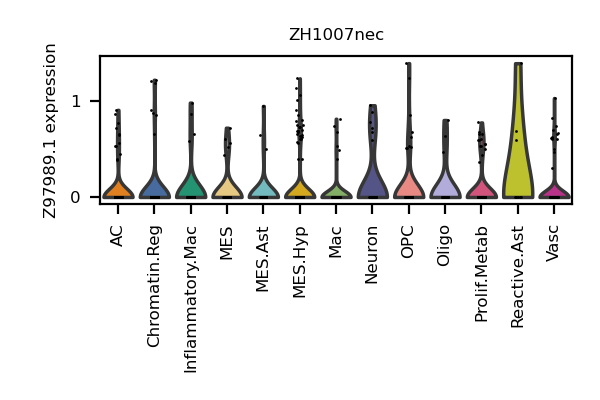 ZH1007nec
Z97989.1 expression
1
0
AC
Chromatin.Reg
Inflammatory.Mac
MES
MES.Ast
MES.Hyp
Mac
Neuron
OPC
Oligo
Prolif.Metab
Reactive.Ast
Vasc